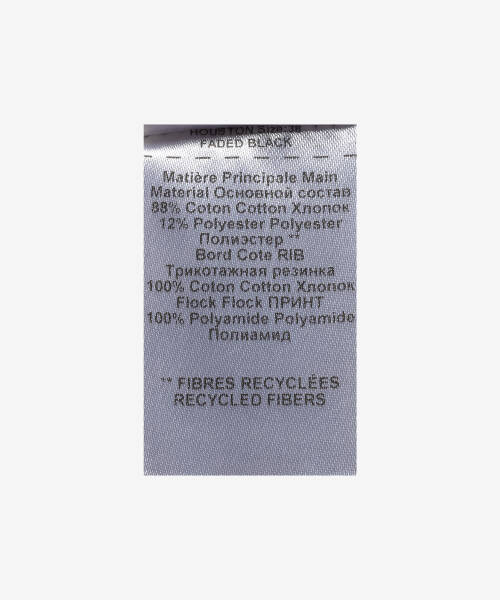 HOUSTON Size 38
FADED BLACK
Matière Principale Main
Material Основной состав
88% Coton Cotton Хлопок
12% Polyester Polyester
Полиэстер **
Bord Cote RIB
Трикотажная резинка
100% Coton Cotton Хлопок
Flock Flock ПРИНТ
100% Polyamide Polyamide
Полиамид
** FIBRES RECYCLÉES
RECYCLED FIBERS